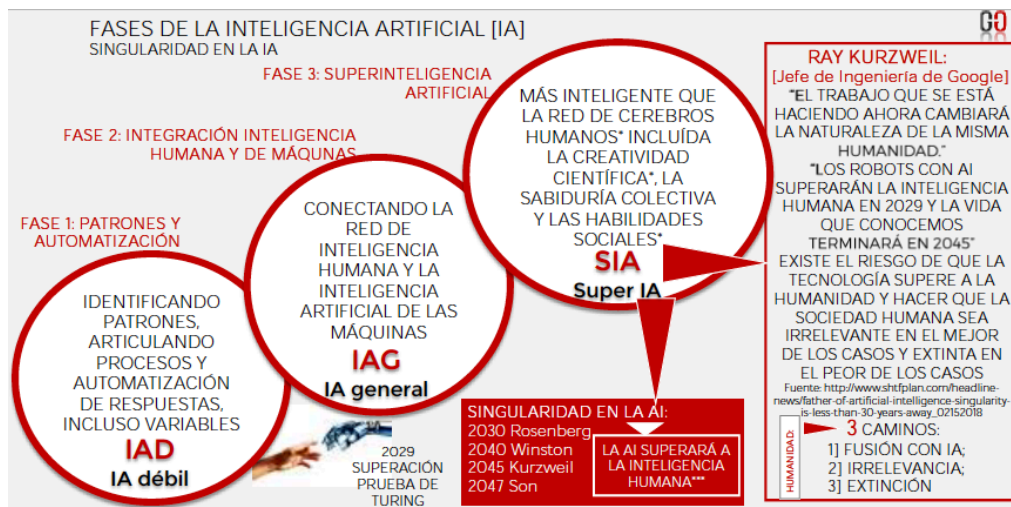 FASES DE LA INTELIGENCIA ARTIFICIAL [IA]
SINGULARIDAD EN LA IA
FASE 1: PATRONES Y
AUTOMATIZACIÓN
IDENTIFICANDO
PATRONES,
ARTICULANDO
PROCESOS Y
AUTOMATIZACIÓN
DE RESPUESTAS,
INCLUSO VARIABLES
IAD
IA débil
FASE 2: INTEGRACIÓN INTELIGENCIA
HUMANA Y DE MÁQUNAS
CONECTANDO LA
RED DE
INTELIGENCIA
HUMANA Y LA
INTELIGENCIA
ARTIFICIAL DE LAS
MÁQUINAS
IAG
IA general
2029
SUPERACIÓN
PRUEBA DE
TURING
FASE 3: SUPERINTELIGENCIA
ARTIFICIAL
MÁS INTELIGENTE QUE
LA RED DE CEREBROS
HUMANOS* INCLUÍDA
LA CREATIVIDAD
CIENTÍFICA*, LA
SABIDURÍA COLECTIVA
Y LAS HABILIDADES
SOCIALES*
SIA
Super IA
SINGULARIDAD EN LA AI:
2030 Rosenberg
2040 Winston
2045 Kurzweil
2047 Son
LA AI SUPERARÁ A
LA INTELIGENCIA
HUMANA***
RAY KURZWEIL:
[Jefe de Ingeniería de Google]
"EL TRABAJO QUE SE ESTÁ
HACIENDO AHORA CAMBIARÁ
LA NATURALEZA DE LA MISMA
HUMANIDAD."
"LOS ROBOTS CON AI
SUPERARÁN LA INTELIGENCIA
HUMANA EN 2029 Y LA VIDA
QUE CONOCEMOS
TERMINARÁ EN 2045"
EXISTE EL RIESGO DE QUE LA
TECNOLOGÍA SUPERE A LA
HUMANIDAD Y HACER QUE LA
SOCIEDAD HUMANA SEA
IRRELEVANTE EN EL MEJOR
DE LOS CASOS Y EXTINTA EN
EL PEOR DE LOS CASOS
Fuente: http://www.shtfplan.com/headline-
news/father-of-artificial-intelligence-singularity-
is-less-than-30-years-away_02152018
HUMANIDAD:
3 CAMINOS:
1] FUSIÓN CON IA;
2] IRRELEVANCIA;
3] EXTINCIÓN